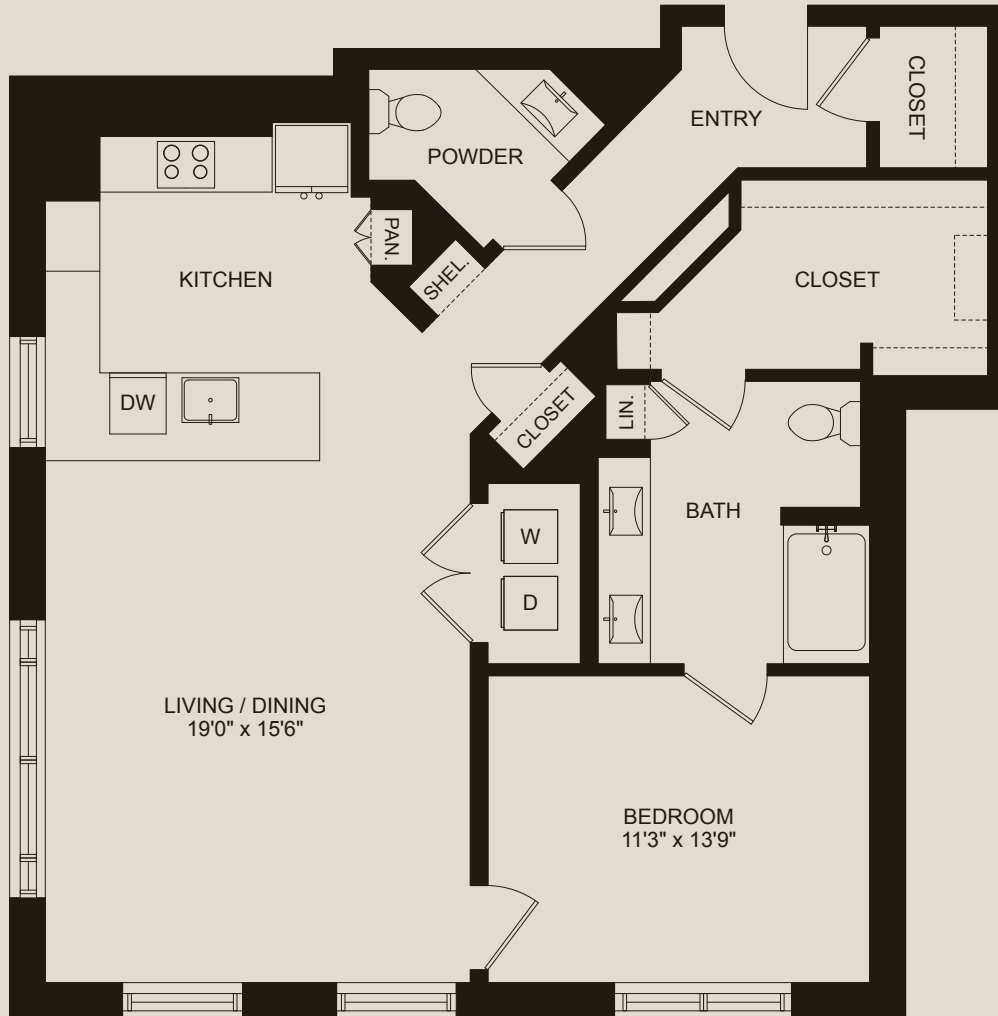 CLOSET
ENTRY
POWDER
PAN.
SHEL.
KITCHEN
CLOSET
DW
CLOSET
LIN.
BATH
W
D
LIVING / DINING
19'0" x 15'6"
BEDROOM
11'3" x 13'9"